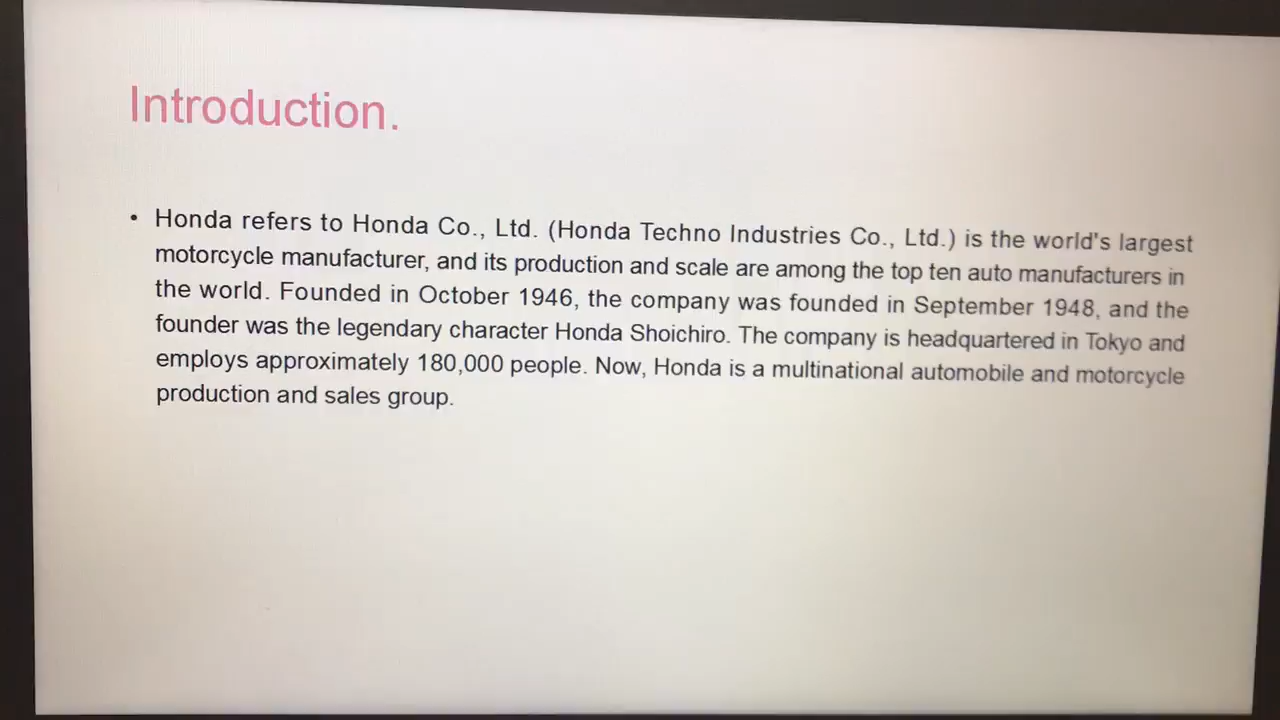 Introduction.
• Honda refers to Honda Co., Ltd. (Honda Techno Industries Co., Ltd.) is the world's largest
motorcycle manufacturer, and its production and scale are among the top ten auto manufacturers in
the world. Founded in October 1946, the company was founded in September 1948, and the
founder was the legendary character Honda Shoichiro. The company is headquartered in Tokyo and
employs approximately 180,000 people. Now, Honda is a multinational automobile and motorcycle
production and sales group.